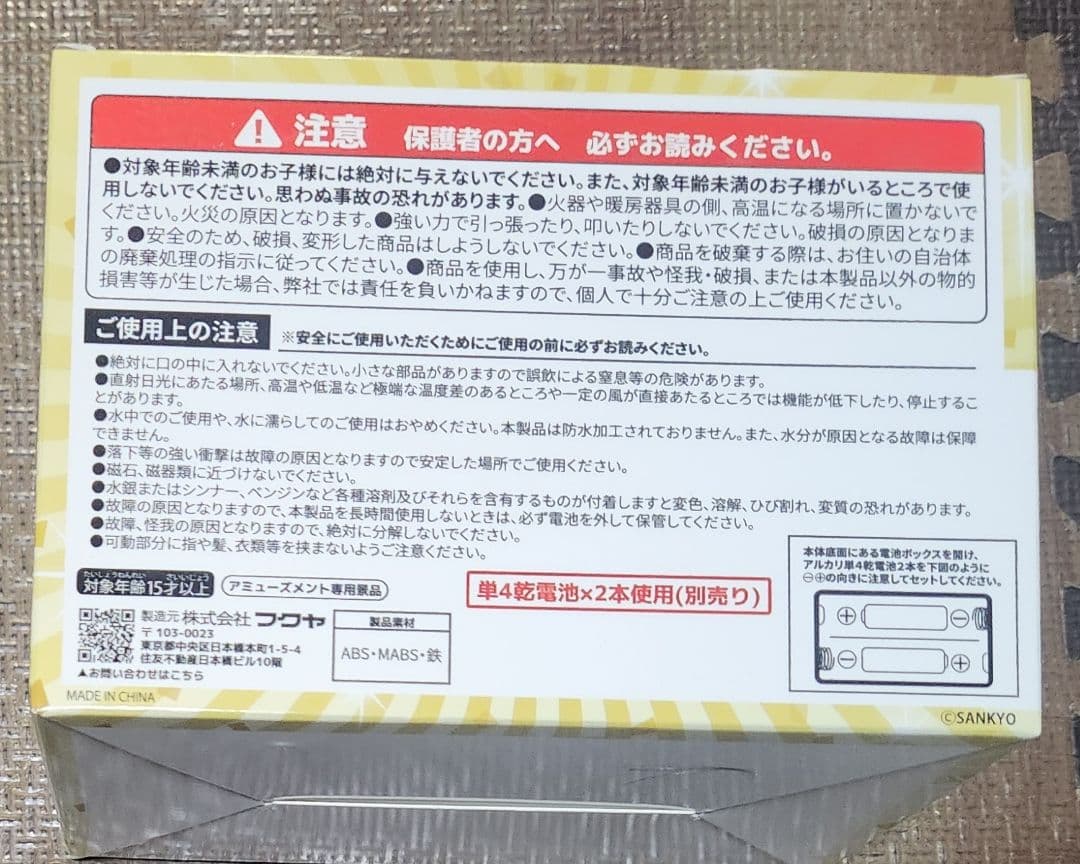 注意 保護者の方へ 必ずお読みください。
●対象年齢未満のお子様には絶対に与えないでください。また、対象年齢未満のお子様がいるところで使
用しないでください。思わぬ事故の恐れがあります。●火器や暖房器具の側、高温になる場所に置かないで
ください。火災の原因となります。●強い力で引っ張ったり、叩いたりしないでください。破損の原因となりま
す。●安全のため、破損、変形した商品はしようしないでください。●商品を破棄する際は、お住いの自治体
の廃棄処理の指示に従ってください。●商品を使用し、万が一事故や怪我・破損、または本製品以外の物的
損害等が生じた場合、弊社では責任を負いかねますので、個人で十分ご注意の上ご使用ください。
ご使用上の注意 ※安全にご使用いただくためにご使用の前に必ずお読みください。
●絶対に口の中に入れないでください。小さな部品がありますので誤飲による窒息等の危険があります。
●直射日光にあたる場所、高温や低温など極端な温度差のあるところや一定の風が直接あたるところでは機能が低下したり、停止するこ
とがあります。
●水中でのご使用や、水に濡らしてのご使用はおやめください。本製品は防水加工されておりません。また、水分が原因となる故障は保障
できません。
●落下等の強い衝撃は故障の原因となりますので安定した場所でご使用ください。
●磁石、磁器類に近づけないでください。
●水銀またはシンナー、ベンジンなど各種溶剤及びそれらを含有するものが付着しますと変色、溶解、ひび割れ、変質の恐れがあります。
●故障の原因となりますので、本製品を長時間使用しないときは、必ず電池を外して保管してください。
●故障、怪我の原因となりますので、絶対に分解しないでください。
●可動部分に指や髪、衣類等を挟まないようご注意ください。
たいしょうねんれい さいいじょう
対象年齢15才以上 アミューズメント専用景品
単4乾電池×2本使用(別売り)
本体底面にある電池ボックスを開け、
アルカリ単4乾電池2本を下図のように
⊖⊕の向きに注意してセットしてください。
⊕ ⊖
⊖ ⊕
製造元 株式会社フクヤ
〒103-0023
東京都中央区日本橋本町1-5-4
住友不動産日本橋ビル10階
▲お問い合わせはこちら
製品素材
ABS・MABS・鉄
MADE IN CHINA
©SANKYO